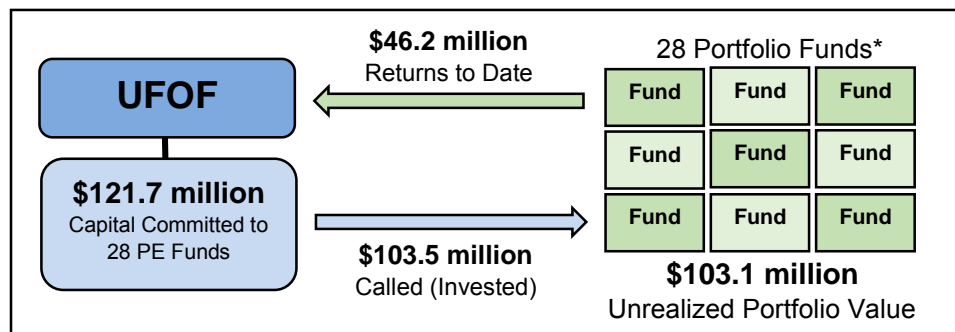 UFOF
$121.7 million
Capital Committed to
28 PE Funds
$46.2 million
Returns to Date
$103.5 million
Called (Invested)
28 Portfolio Funds*
Fund Fund Fund
Fund Fund Fund
Fund Fund Fund
$103.1 million
Unrealized Portfolio Value